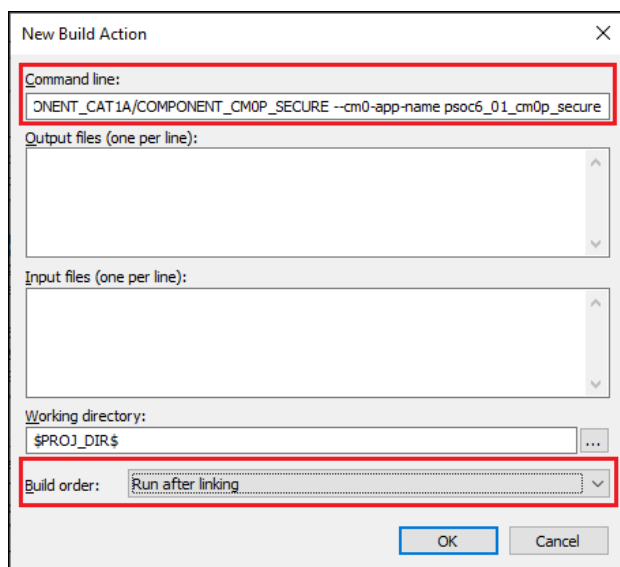 New Build Action
Command line:
ONENT_CAT1A/COMPONENT_CM0P_SECURE --cm0-app-name psoc6_01_cm0p_secure
Output files (one per line):
Input files (one per line):
Working directory:
$PROJ_DIR$
...
Build order: Run after linking
OK Cancel